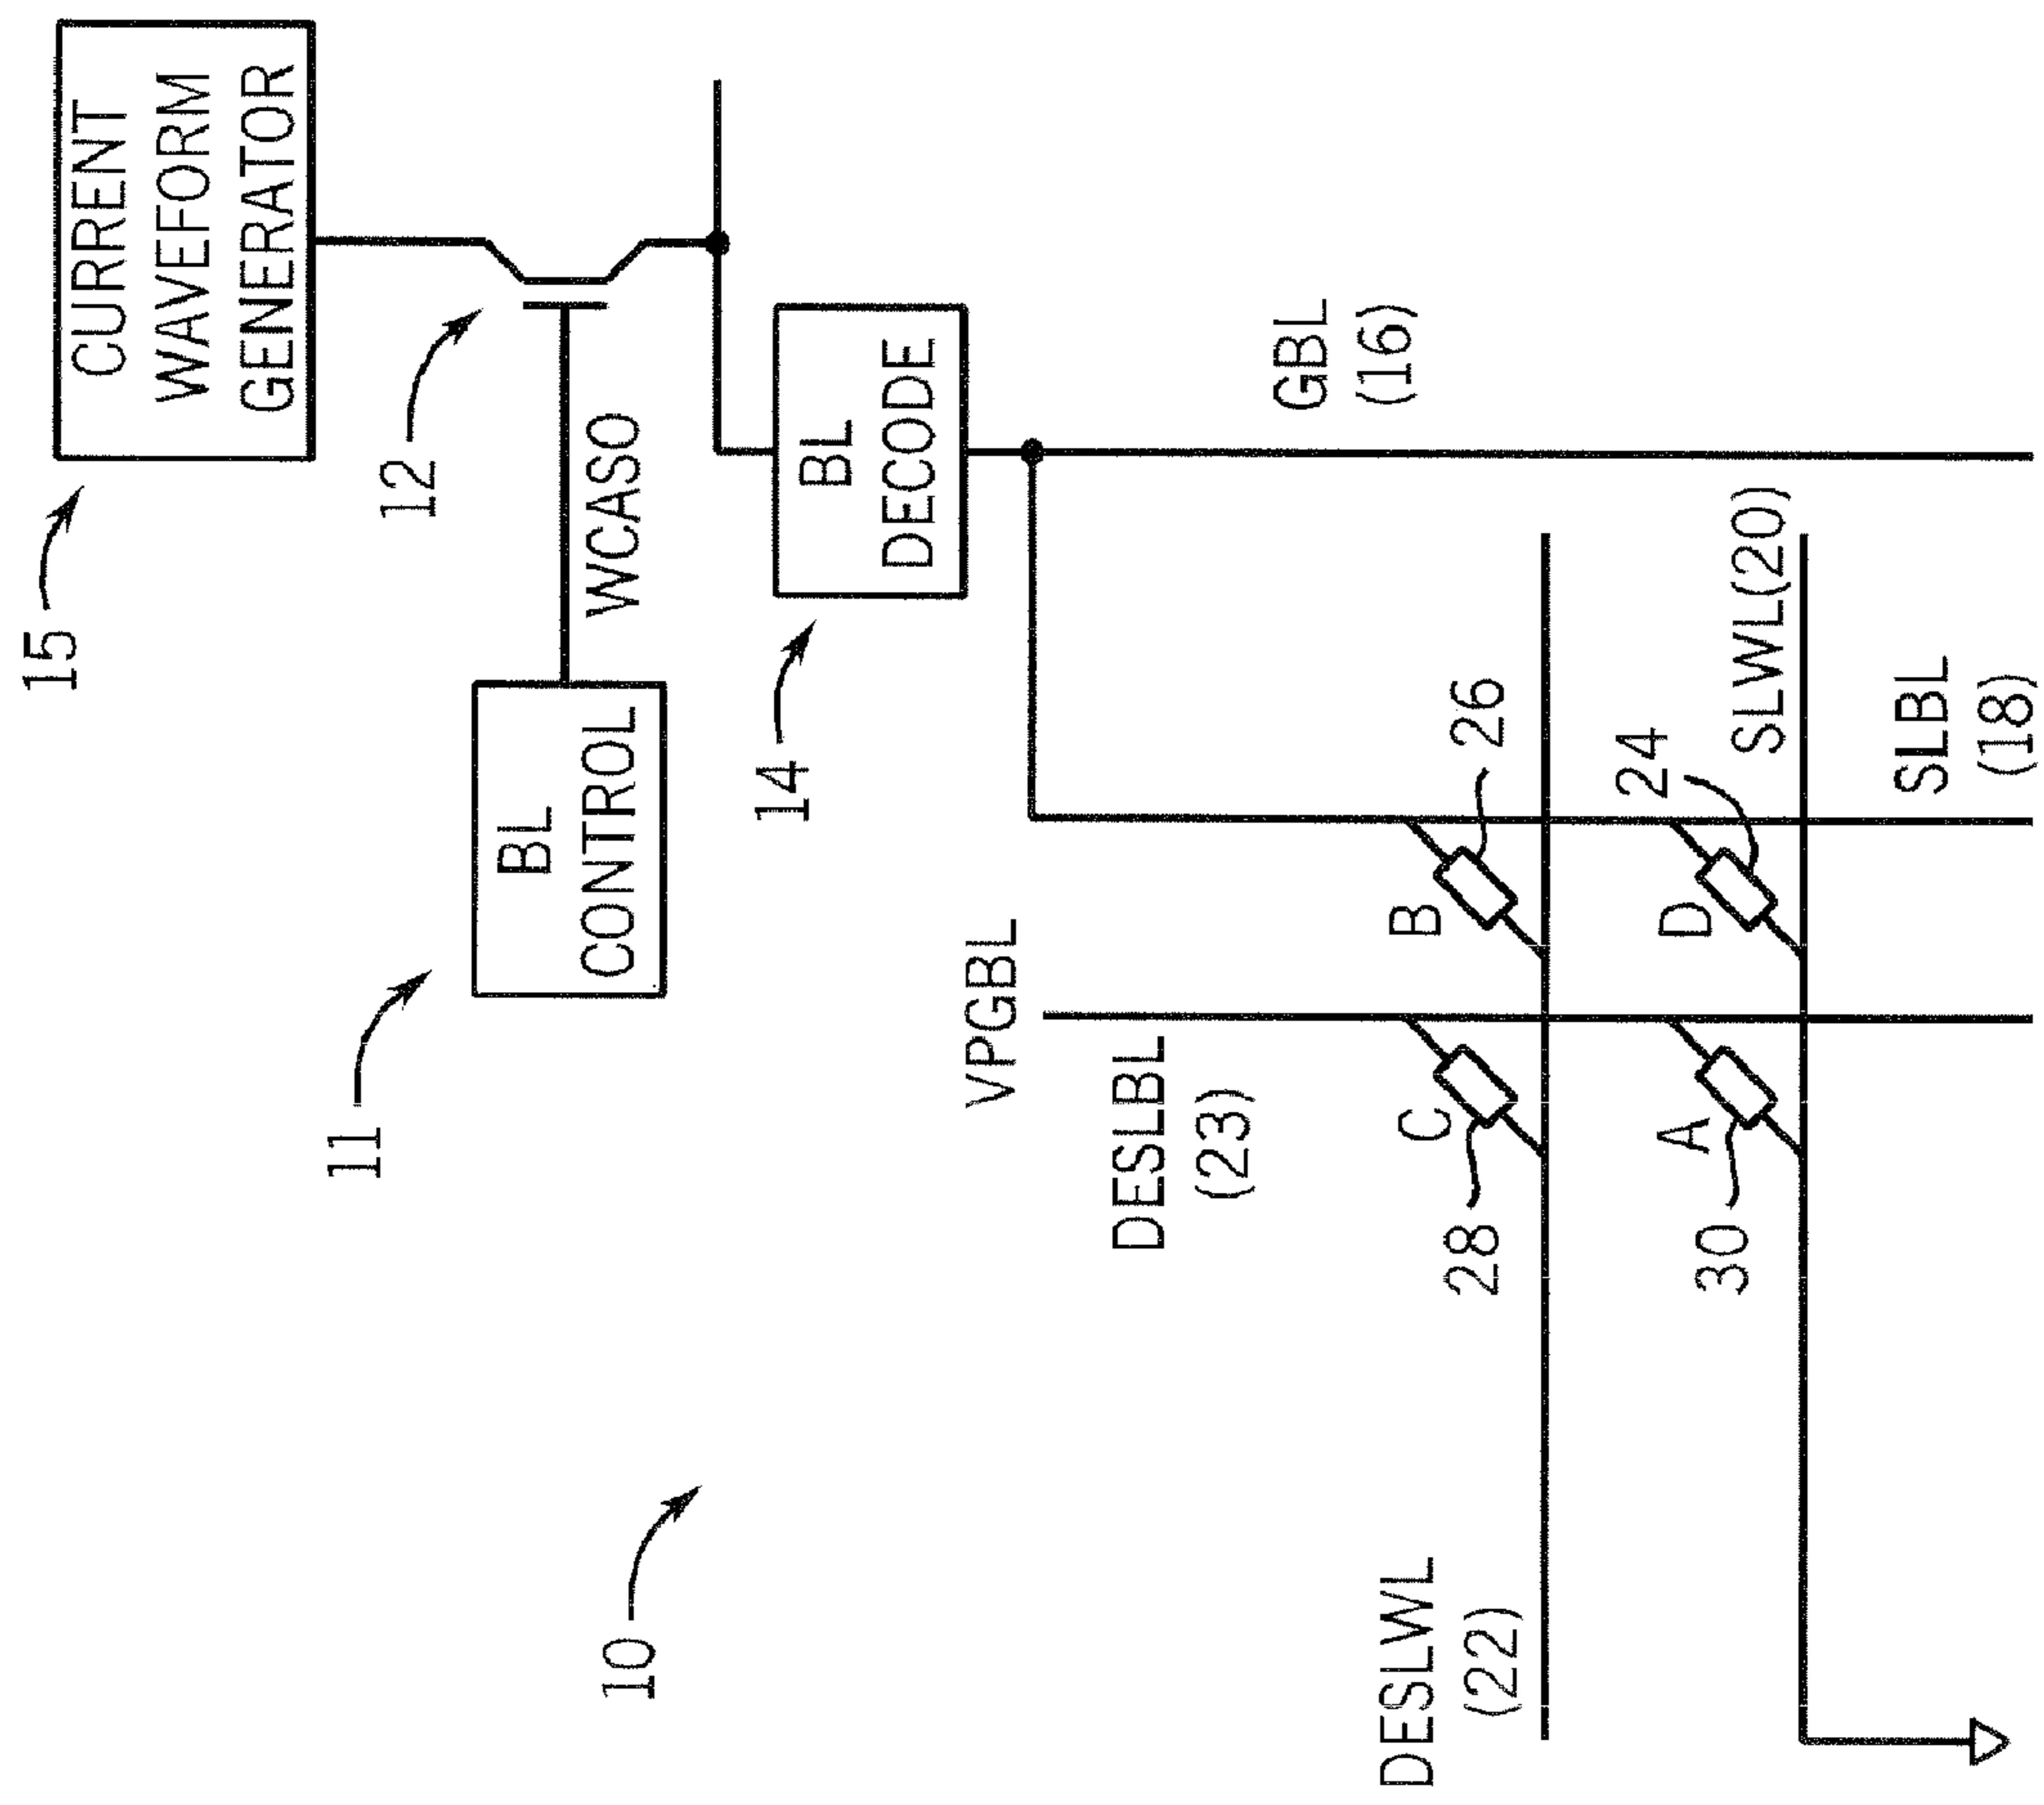 CURRENT
WAVEFORM
GENERATOR
15
12
WCASO
BL
CONTROL
11
BL
DECODE
14
GBL
(16)
10
VPGBL
DESLBL
(23)
B
26
C
28
DESLWL
(22)
SLWL(20)
24
D
A
30
SLBL
(18)